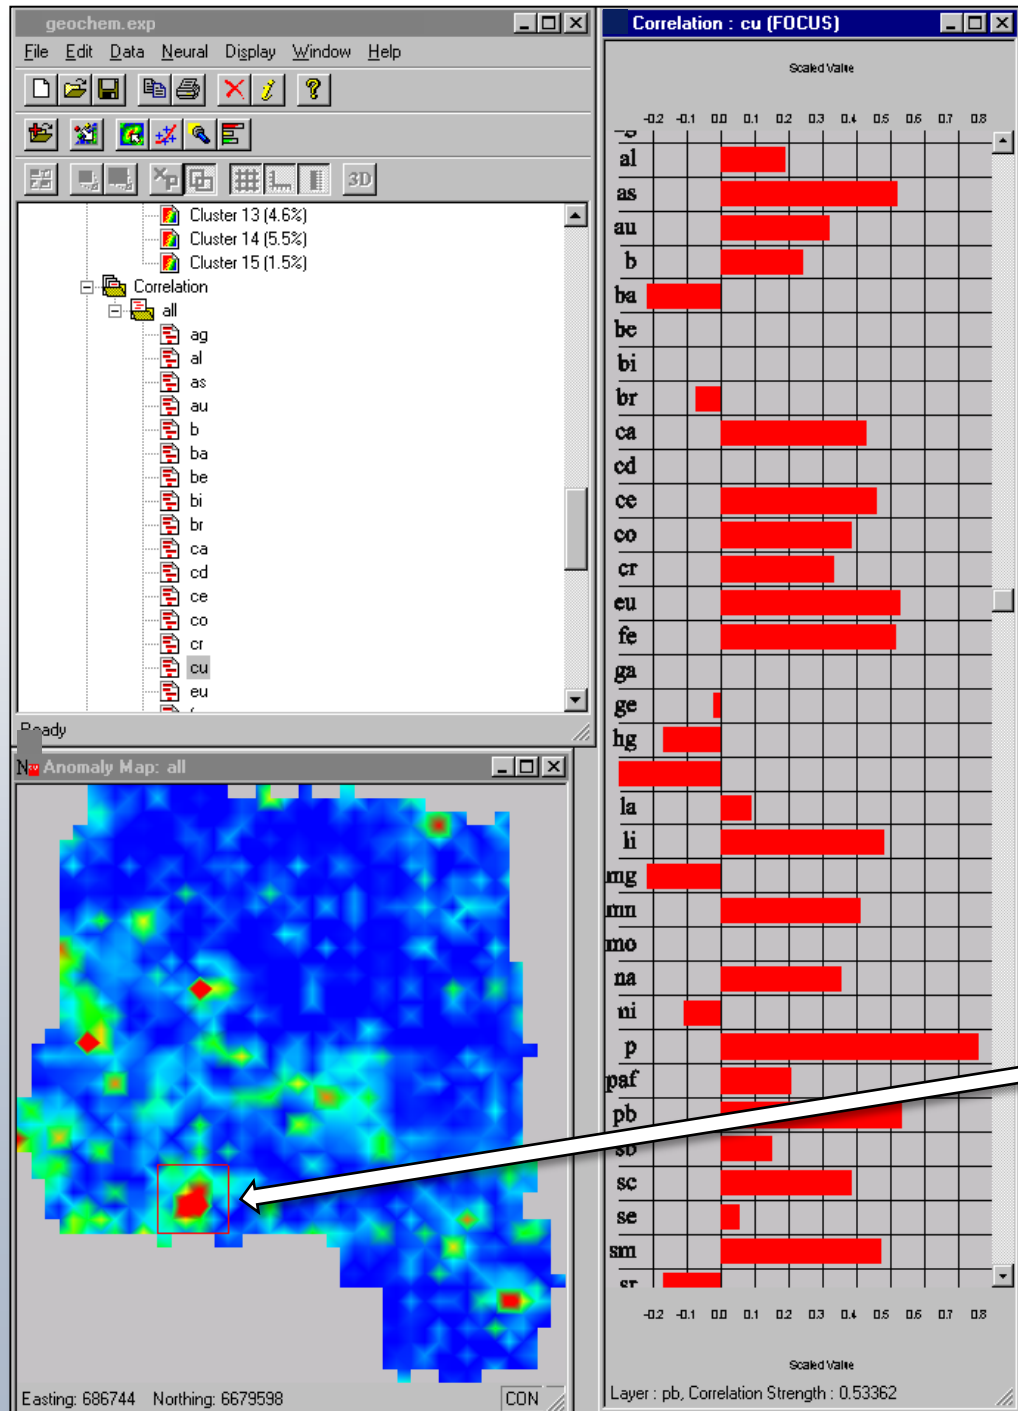 geochem.exp
File Edit Data Neural Display Window Help
3D
Cluster 13 (4.6%)
Cluster 14 (5.5%)
Cluster 15 (1.5%)
Correlation
all
ag
al
as
au
b
ba
be
bi
br
ca
cd
ce
co
cr
cu
eu
Ready
Anomaly Map: all
Easting: 686744 Northing: 6679598 CON
Correlation : cu (FOCUS)
Scaled Value
-0.2 -0.1 0.0 0.1 0.2 0.3 0.4 0.5 0.6 0.7 0.8
al
as
au
b
ba
be
bi
br
ca
cd
ce
co
cr
eu
fe
ga
ge
hg
la
li
mg
mn
mo
na
ni
p
paf
pb
sb
sc
se
sm
sr
-0.2 -0.1 0.0 0.1 0.2 0.3 0.4 0.5 0.6 0.7 0.8
Scaled Value
Layer : pb, Correlation Strength : 0.53362